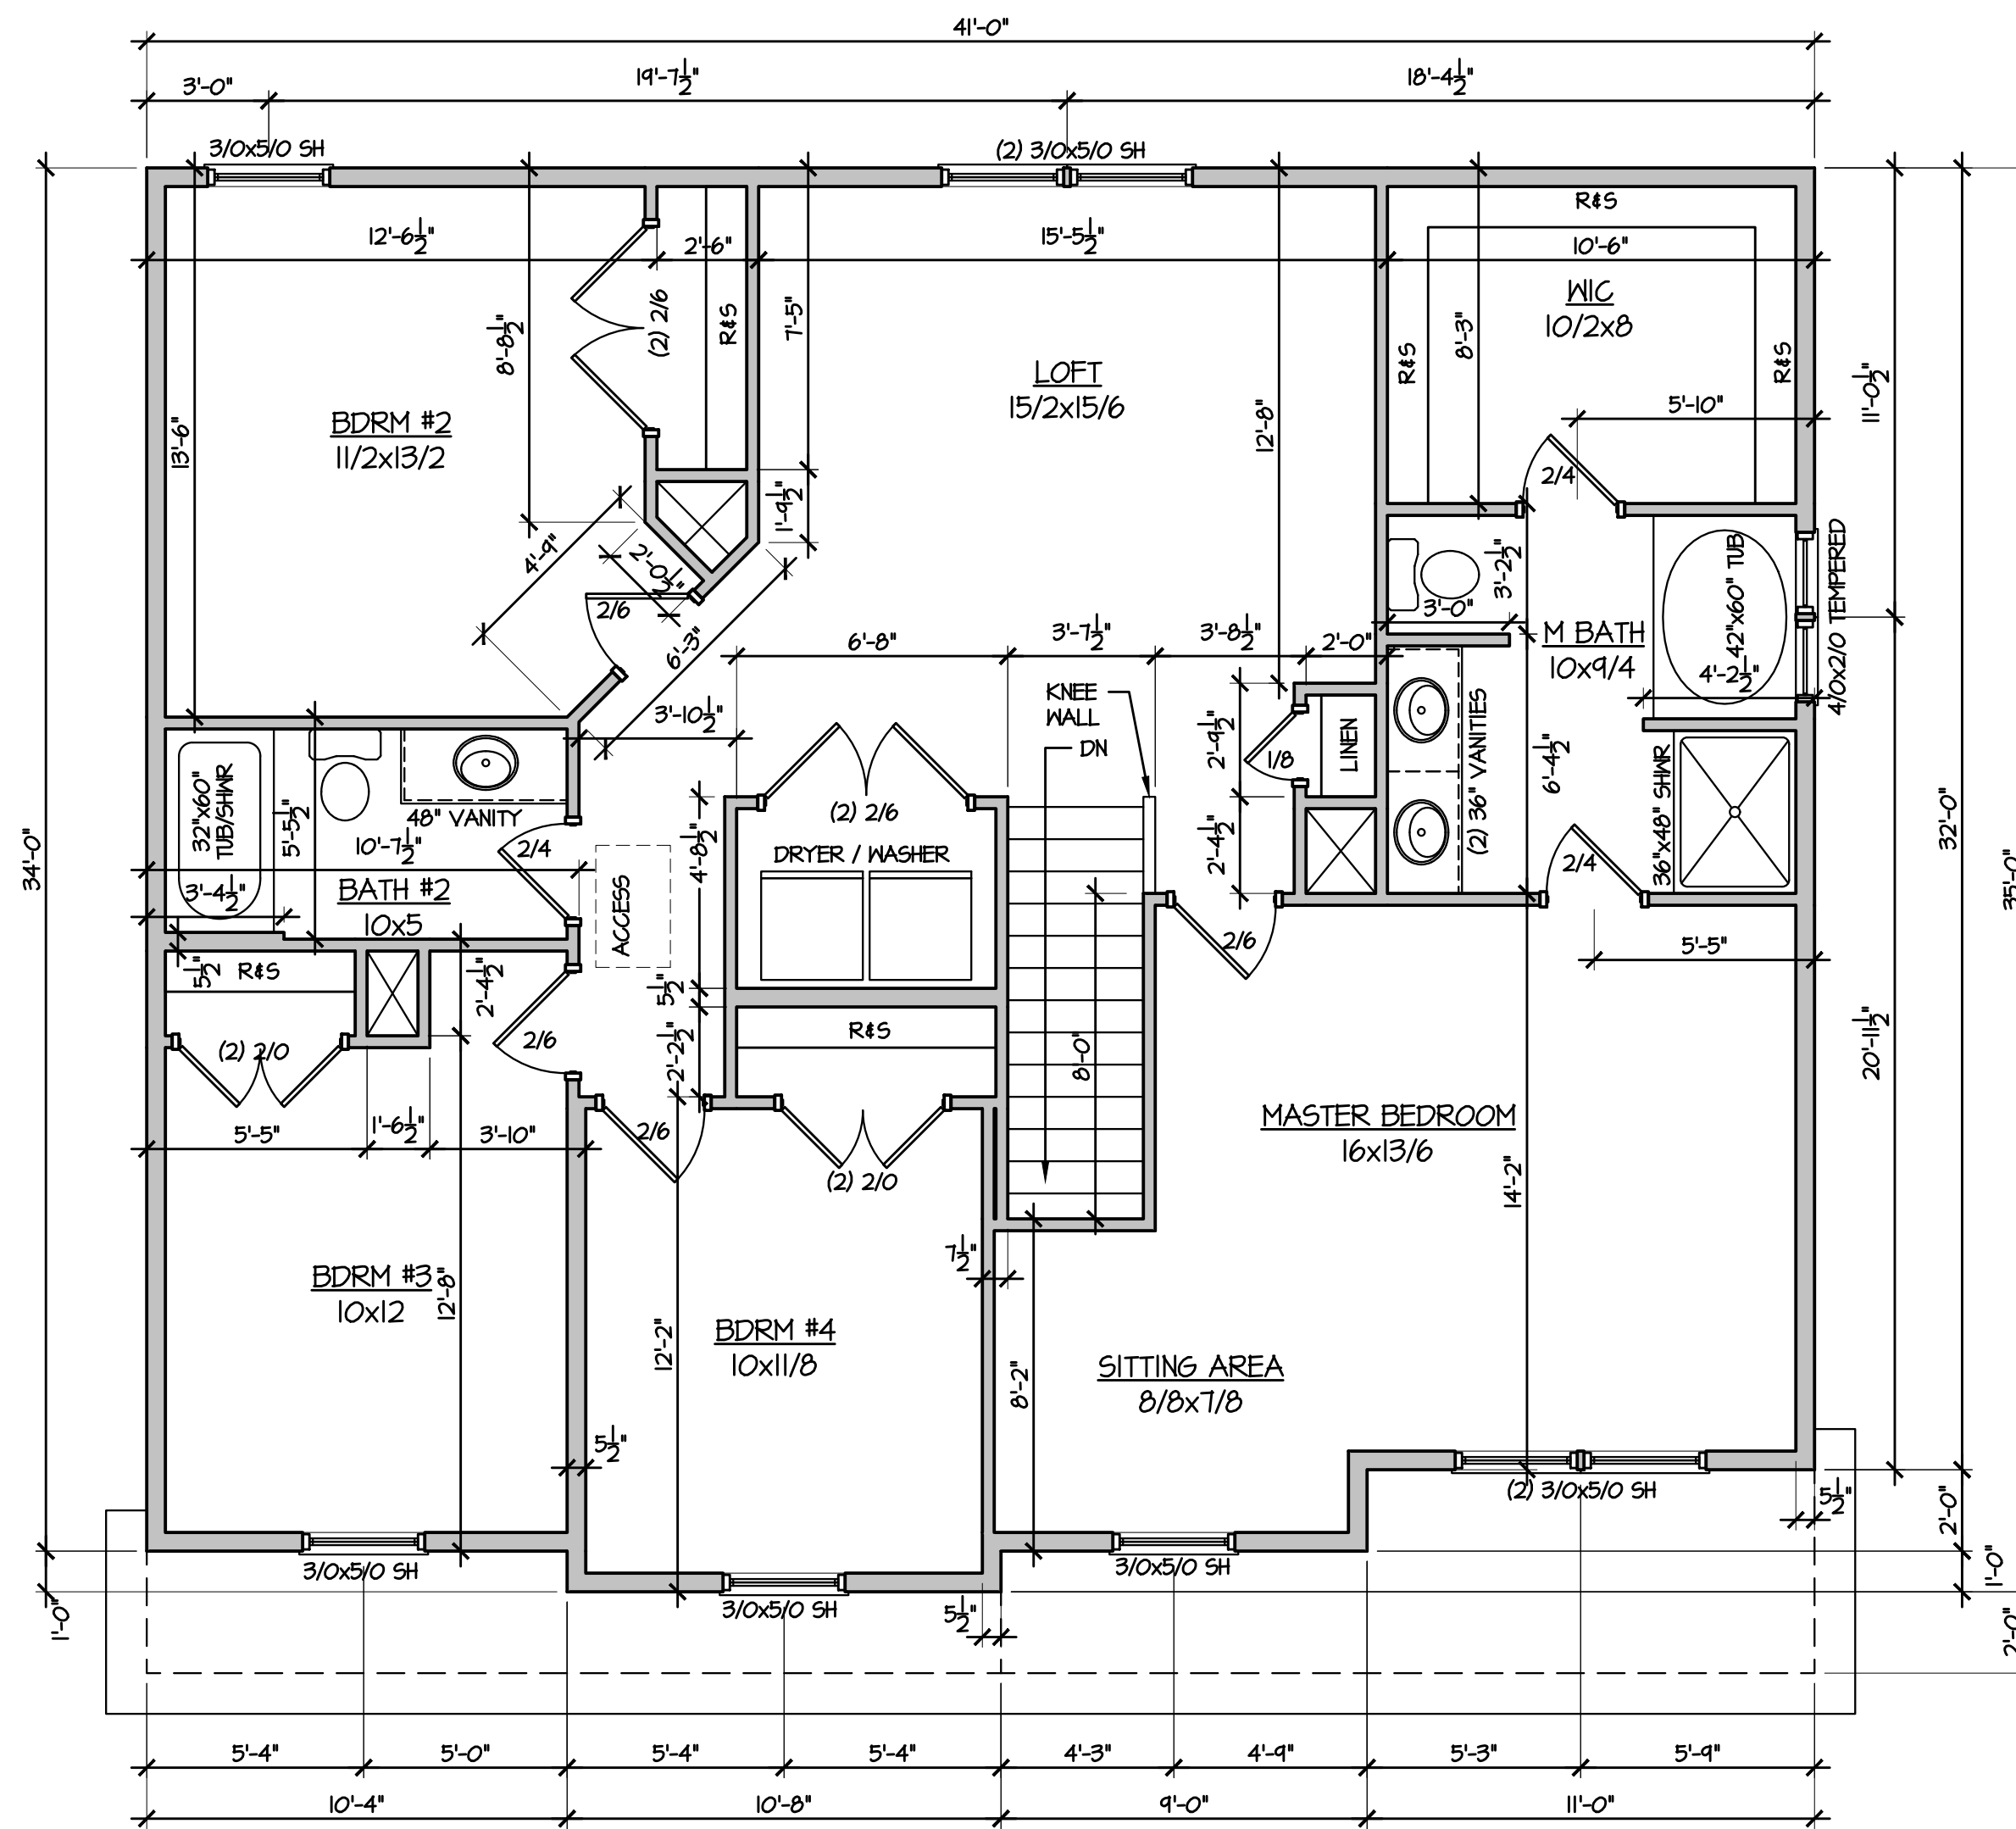 41'-0"
3'-0"
19'-7 1/2"
18'-4 1/2"
3/0x5/0 SH
(2) 3/0x5/0 SH
R&S
12'-6 1/2"
2'-6"
15'-5 1/2"
10'-6"
8'-8 1/2"
(2) 2/6
R&S
7'-5"
WIC
10/2x8
8'-3"
R&S
R&S
11'-0 1/2"
LOFT
15/2x15/6
12'-8"
5'-10"
BDRM #2
11/2x13/2
13'-6"
2/4
1'-9 1/2"
4'-9"
2'-0 1/2"
2/6
6'-3"
3'-2 1/2"
3'-0"
42"x60" TUB
4/0x2/0 TEMPERED
M BATH
10x9/4
4'-2 1/2"
6'-8"
3'-7 1/2"
3'-8 1/2"
2'-0"
KNEE
WALL
DN
3'-10 1/2"
2'-9 1/2"
1/8
LINEN
(2) 36" VANITIES
6'-4 1/2"
32"x60"
TUB/SHWR
5'-5 1/2"
48" VANITY
10'-7 1/2"
2/4
(2) 2/6
DRYER / WASHER
4'-8 1/2"
2'-4 1/2"
36"x48" SHWR
2/4
34'-0"
32'-0"
35'-0"
3'-4 1/2"
BATH #2
10x5
ACCESS
5 1/2"
R&S
2'-4 1/2"
5 1/2"
2/6
5'-5"
(2) 2/0
2/6
2'-2 1/2"
R&S
8'-0"
20'-11 1/2"
5'-5"
1'-6 1/2"
3'-10"
2/6
(2) 2/0
MASTER BEDROOM
16x13/6
14'-2"
7 1/2"
BDRM #3
10x12
12'-8"
BDRM #4
10x11/8
12'-2"
8'-2"
SITTING AREA
8/8x7/8
5 1/2"
(2) 3/0x5/0 SH
5 1/2"
2'-0"
3/0x5/0 SH
3/0x5/0 SH
3/0x5/0 SH
5 1/2"
1'-0"
1'-0"
2'-0"
5'-4"
5'-0"
5'-4"
5'-4"
4'-3"
4'-9"
5'-3"
5'-9"
10'-4"
10'-8"
9'-0"
11'-0"